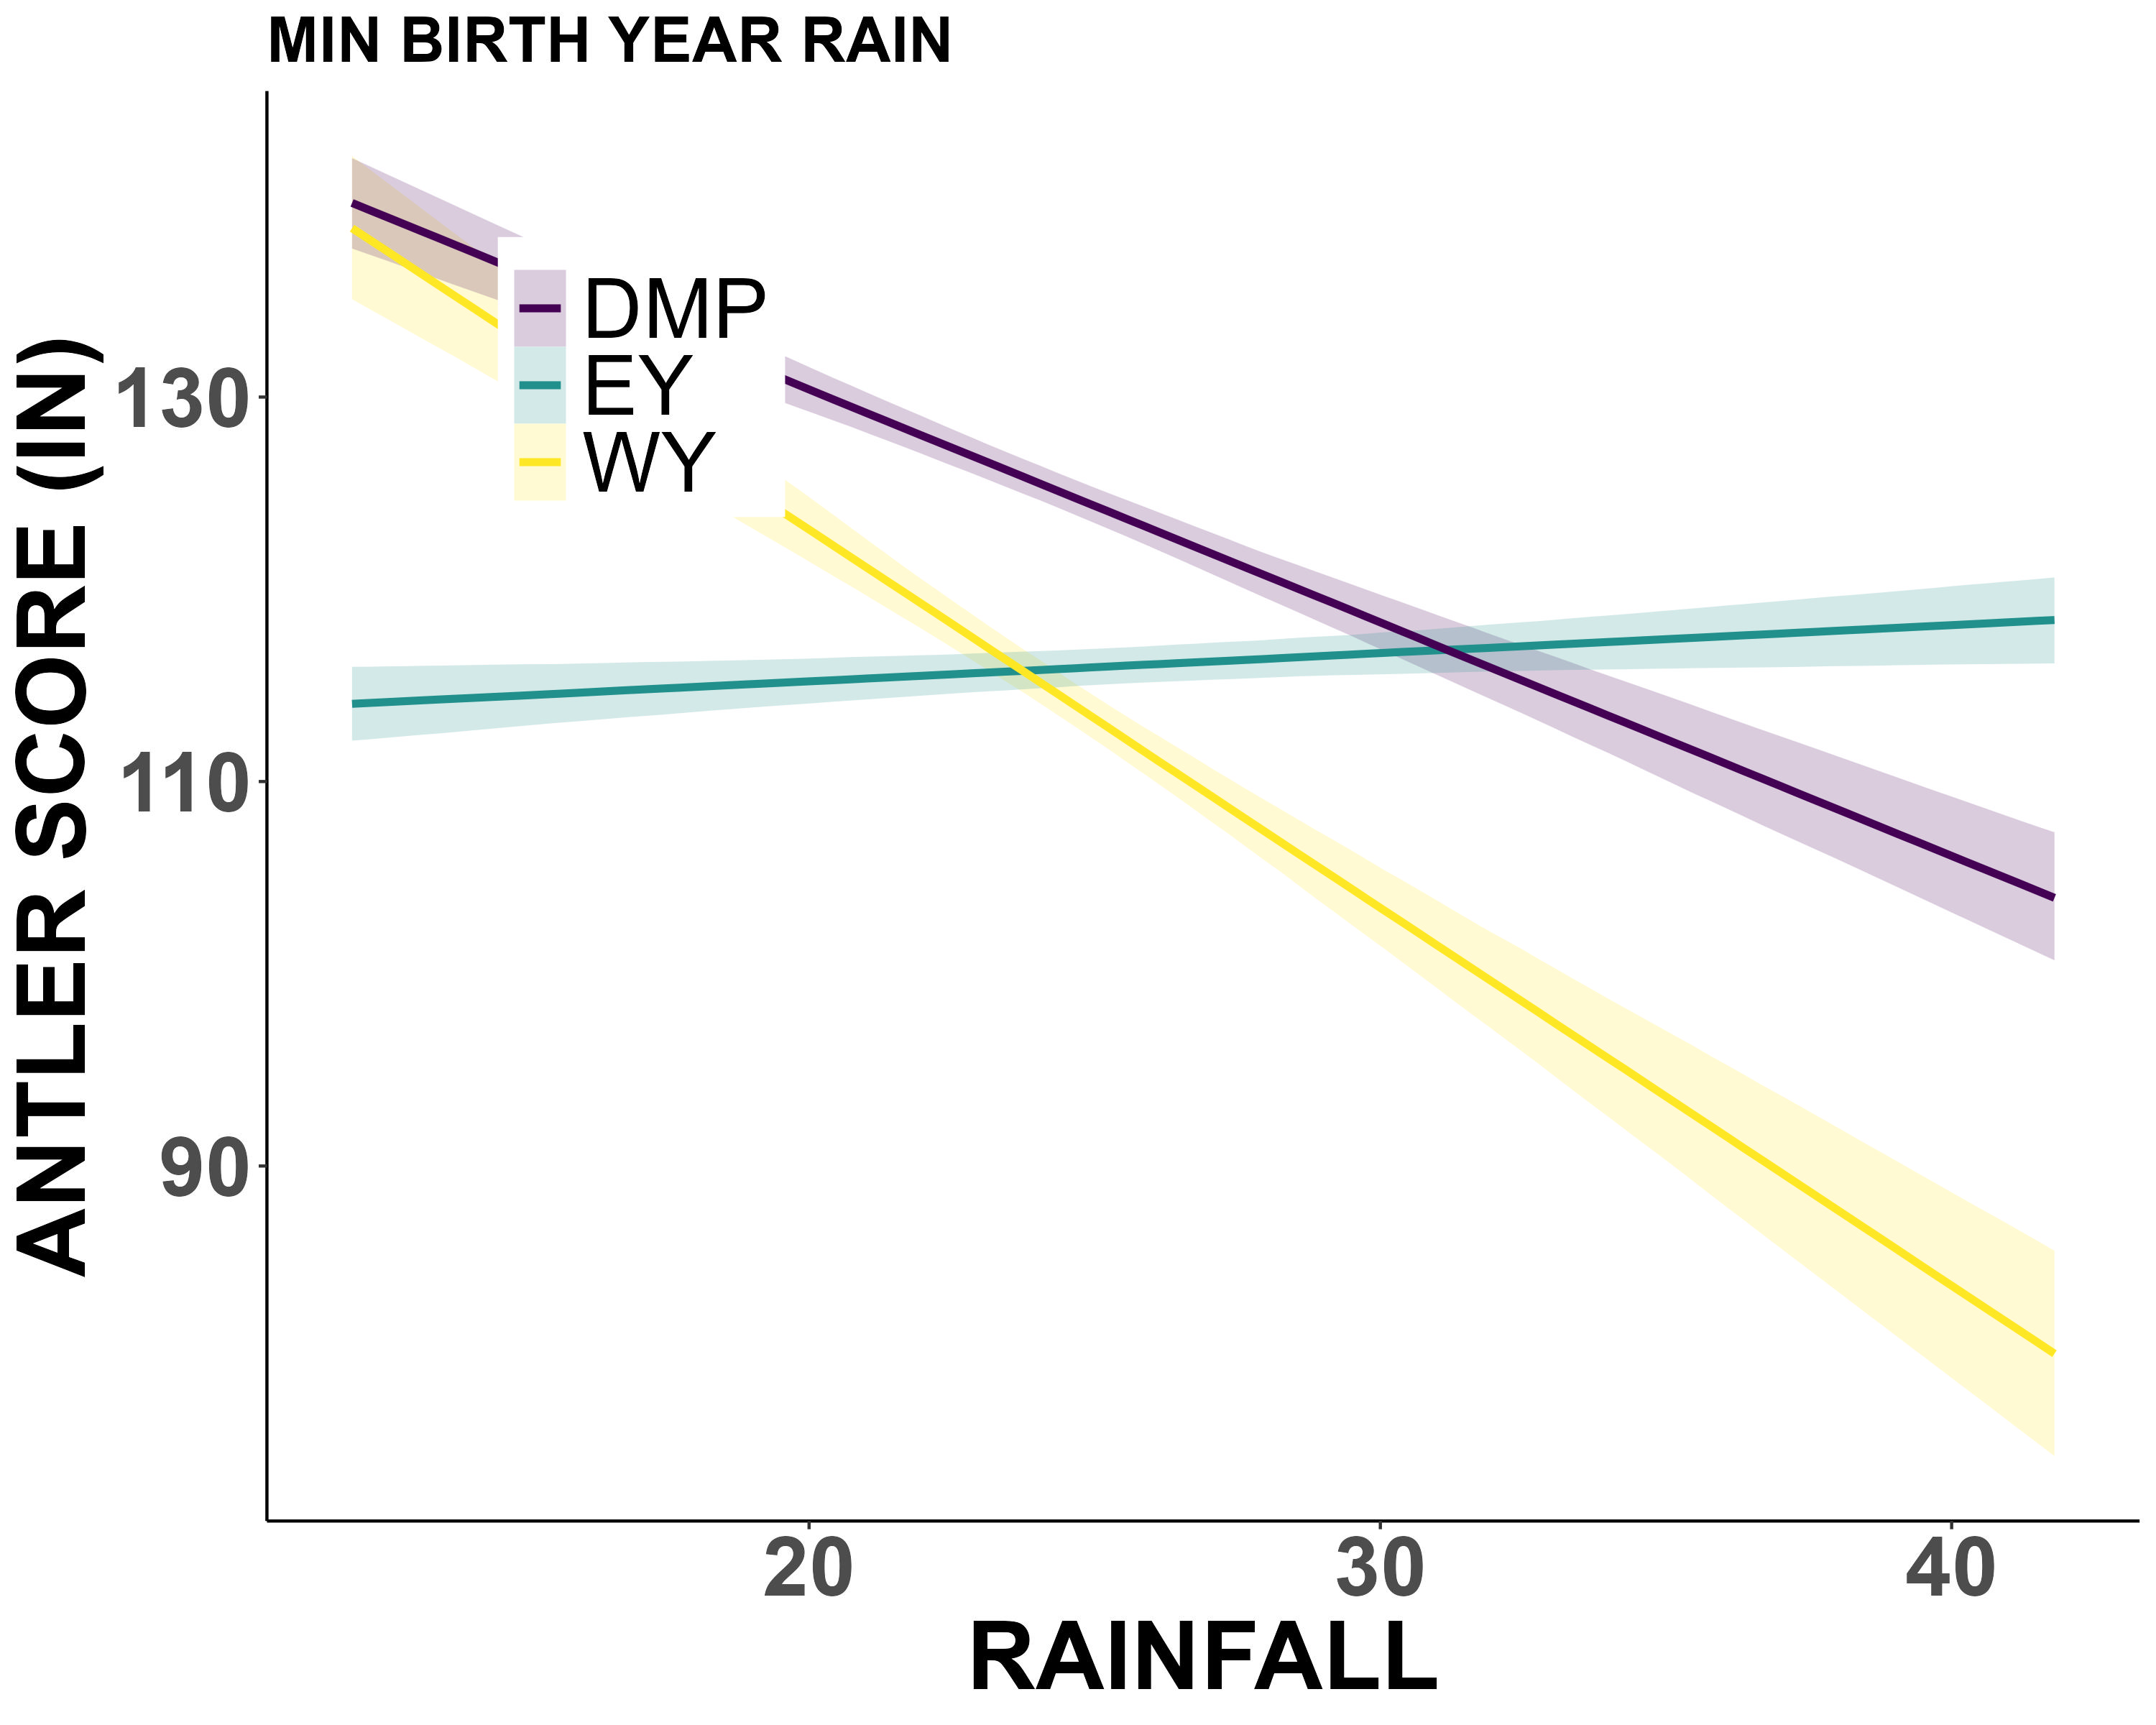 MIN BIRTH YEAR RAIN
ANTLER SCORE (IN)
130
110
90
DMP
EY
WY
20 30 40
RAINFALL